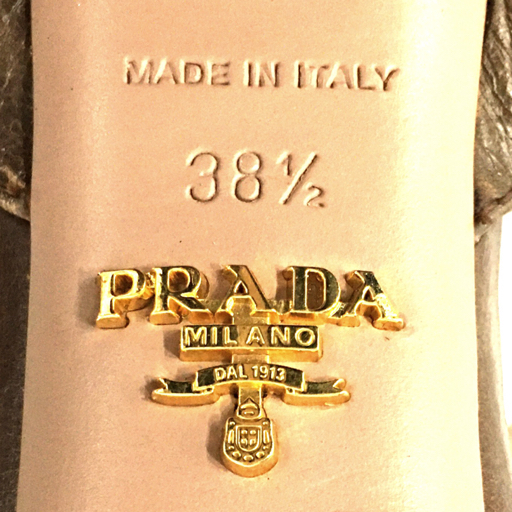 MADE IN ITALY
38½
PRADA
MILANO
DAL 1913